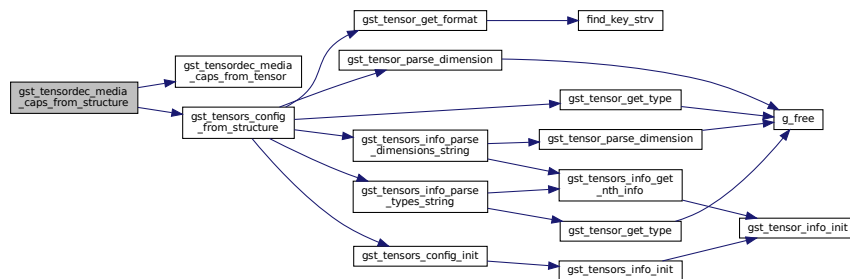 gst_tensordec_media
_caps_from_structure
gst_tensordec_media
_caps_from_tensor
gst_tensors_config
_from_structure
gst_tensor_get_format
find_key_strv
gst_tensor_parse_dimension
gst_tensor_get_type
g_free
gst_tensors_info_parse
_dimensions_string
gst_tensor_parse_dimension
gst_tensors_info_parse
_types_string
gst_tensors_info_get
_nth_info
gst_tensor_get_type
gst_tensor_info_init
gst_tensors_config_init
gst_tensors_info_init